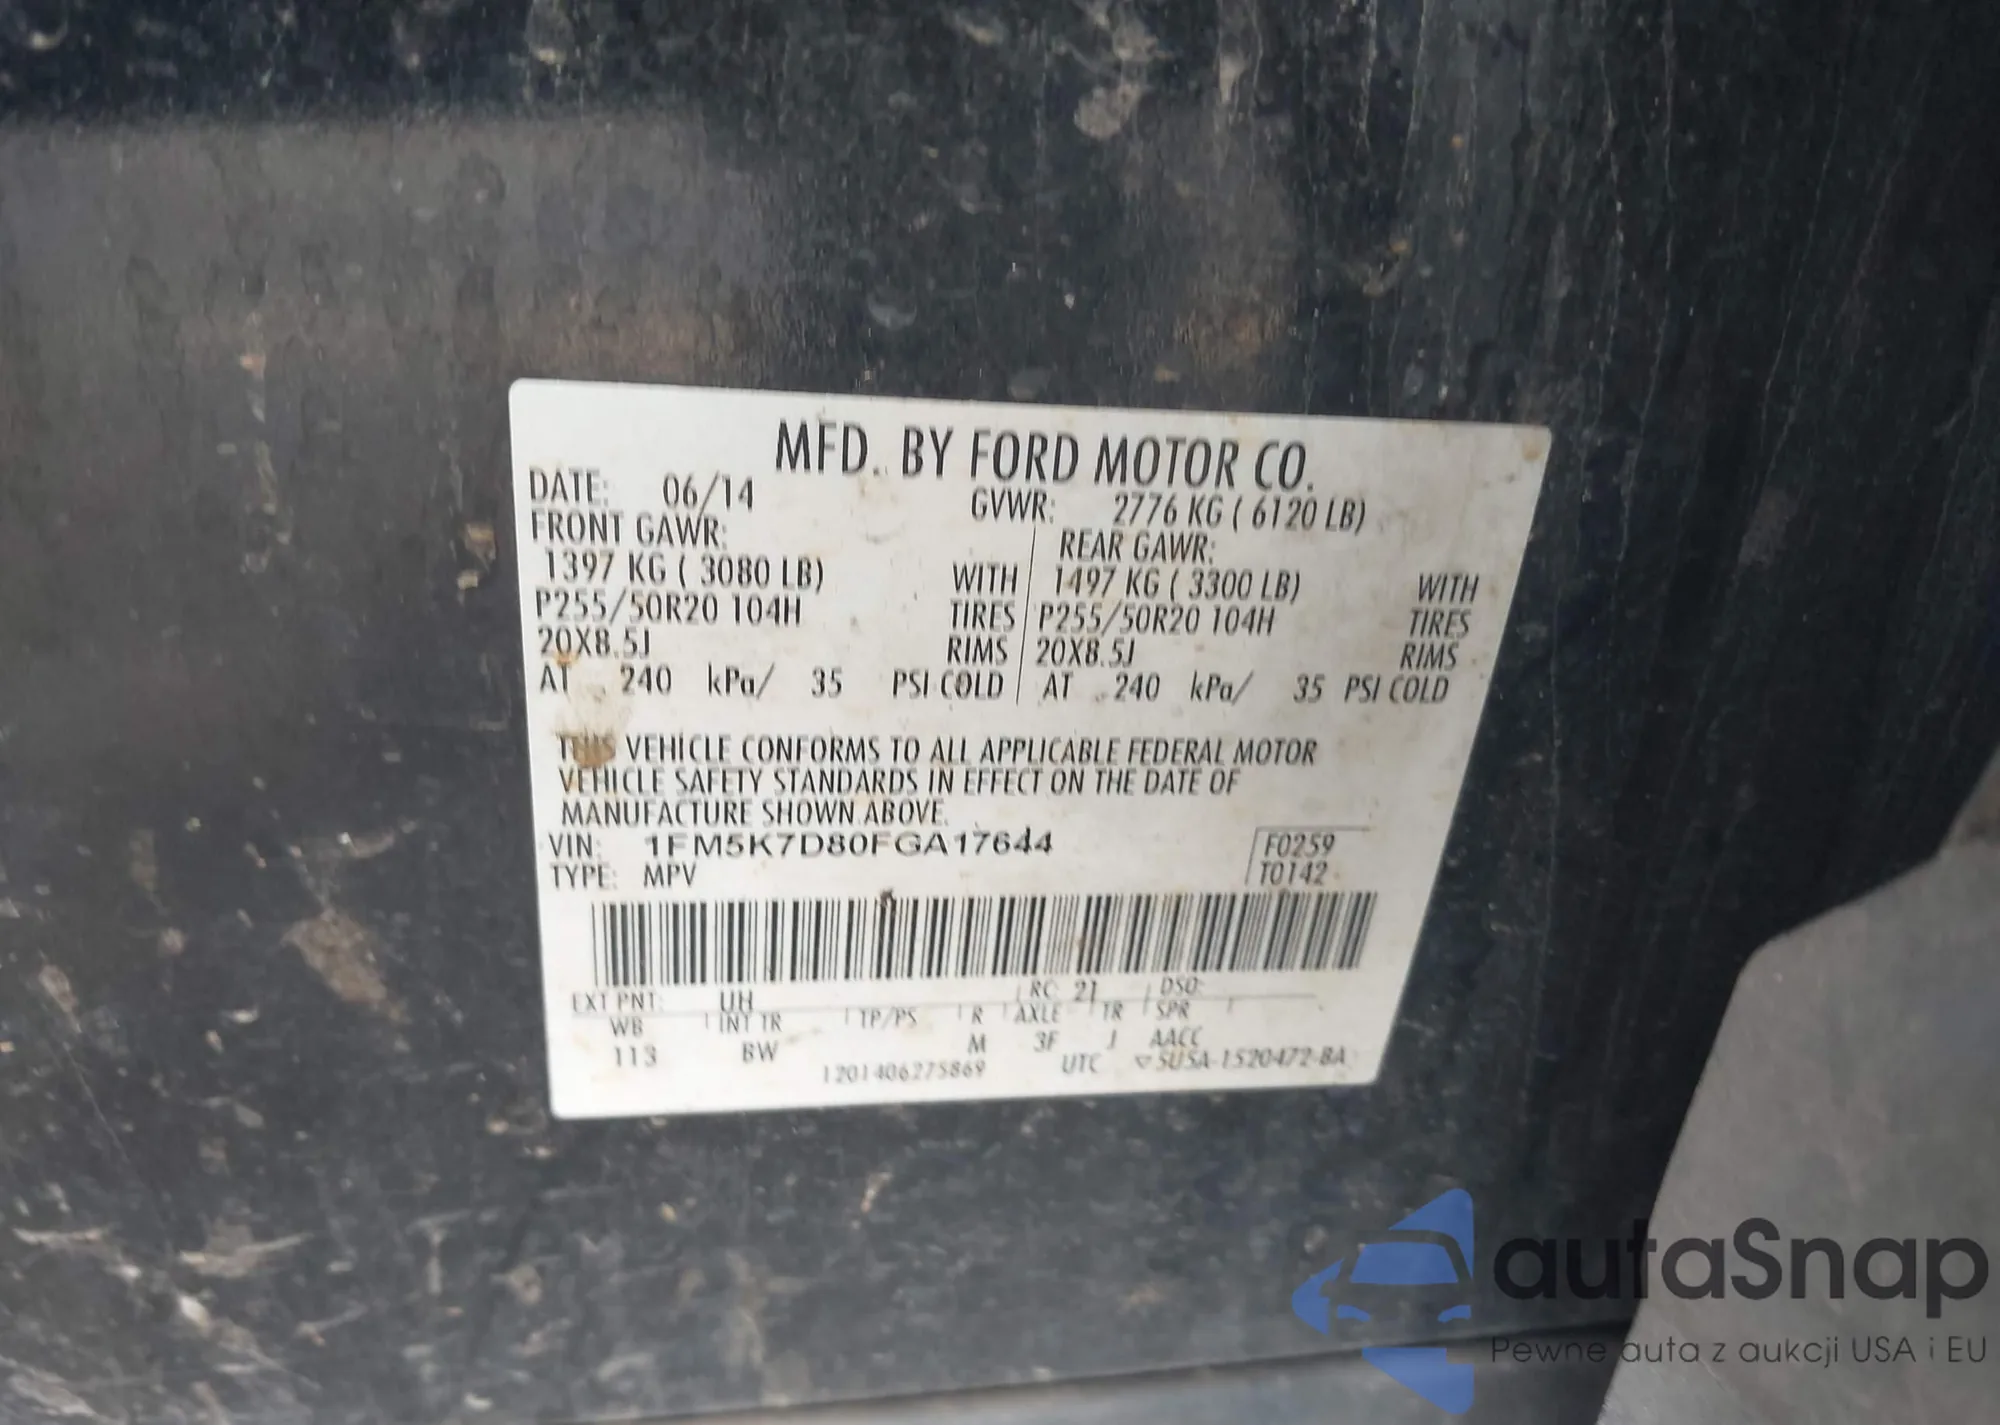 MFD. BY FORD MOTOR CO.
DATE: 06/14 GVWR: 2776 KG ( 6120 LB)
FRONT GAWR: REAR GAWR:
1397 KG ( 3080 LB) WITH 1497 KG ( 3300 LB) WITH
P255/50R20 104H TIRES P255/50R20 104H TIRES
20X8.5J RIMS 20X8.5J RIMS
AT 240 kPa/ 35 PSI COLD AT 240 kPa/ 35 PSI COLD
THIS VEHICLE CONFORMS TO ALL APPLICABLE FEDERAL MOTOR
VEHICLE SAFETY STANDARDS IN EFFECT ON THE DATE OF
MANUFACTURE SHOWN ABOVE.
VIN: 1FM5K7D80FGA17644 F0259
TYPE: MPV T0142
EXT PNT: UH RC: 21 DSO:
WB INT TR TP/PS R AXLE TR SPR
113 BW M 3F J AACC
1201406275869 UTC ▽5USA-1520472-BA
autaSnap
Pewne auta z aukcji USA i EU